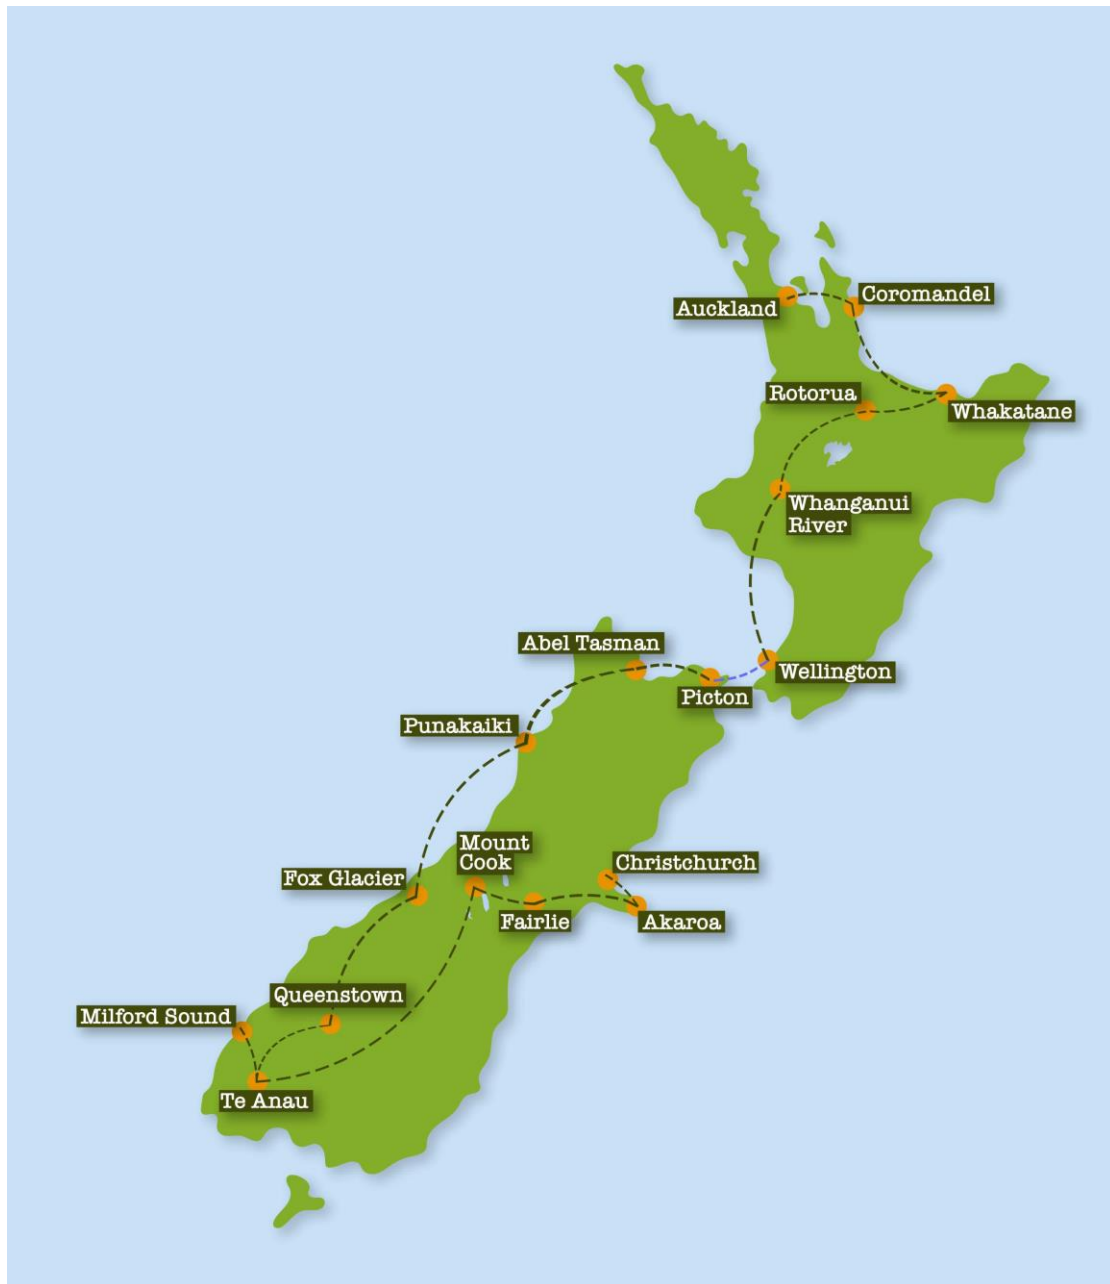 Coromandel
Auckland
Rotorua
Whakatane
Whanganui
River
Abel Tasman
Wellington
Picton
Punakaiki
Mount
Cook
Christchurch
Fox Glacier
Fairlie
Akaroa
Queenstown
Milford Sound
Te Anau